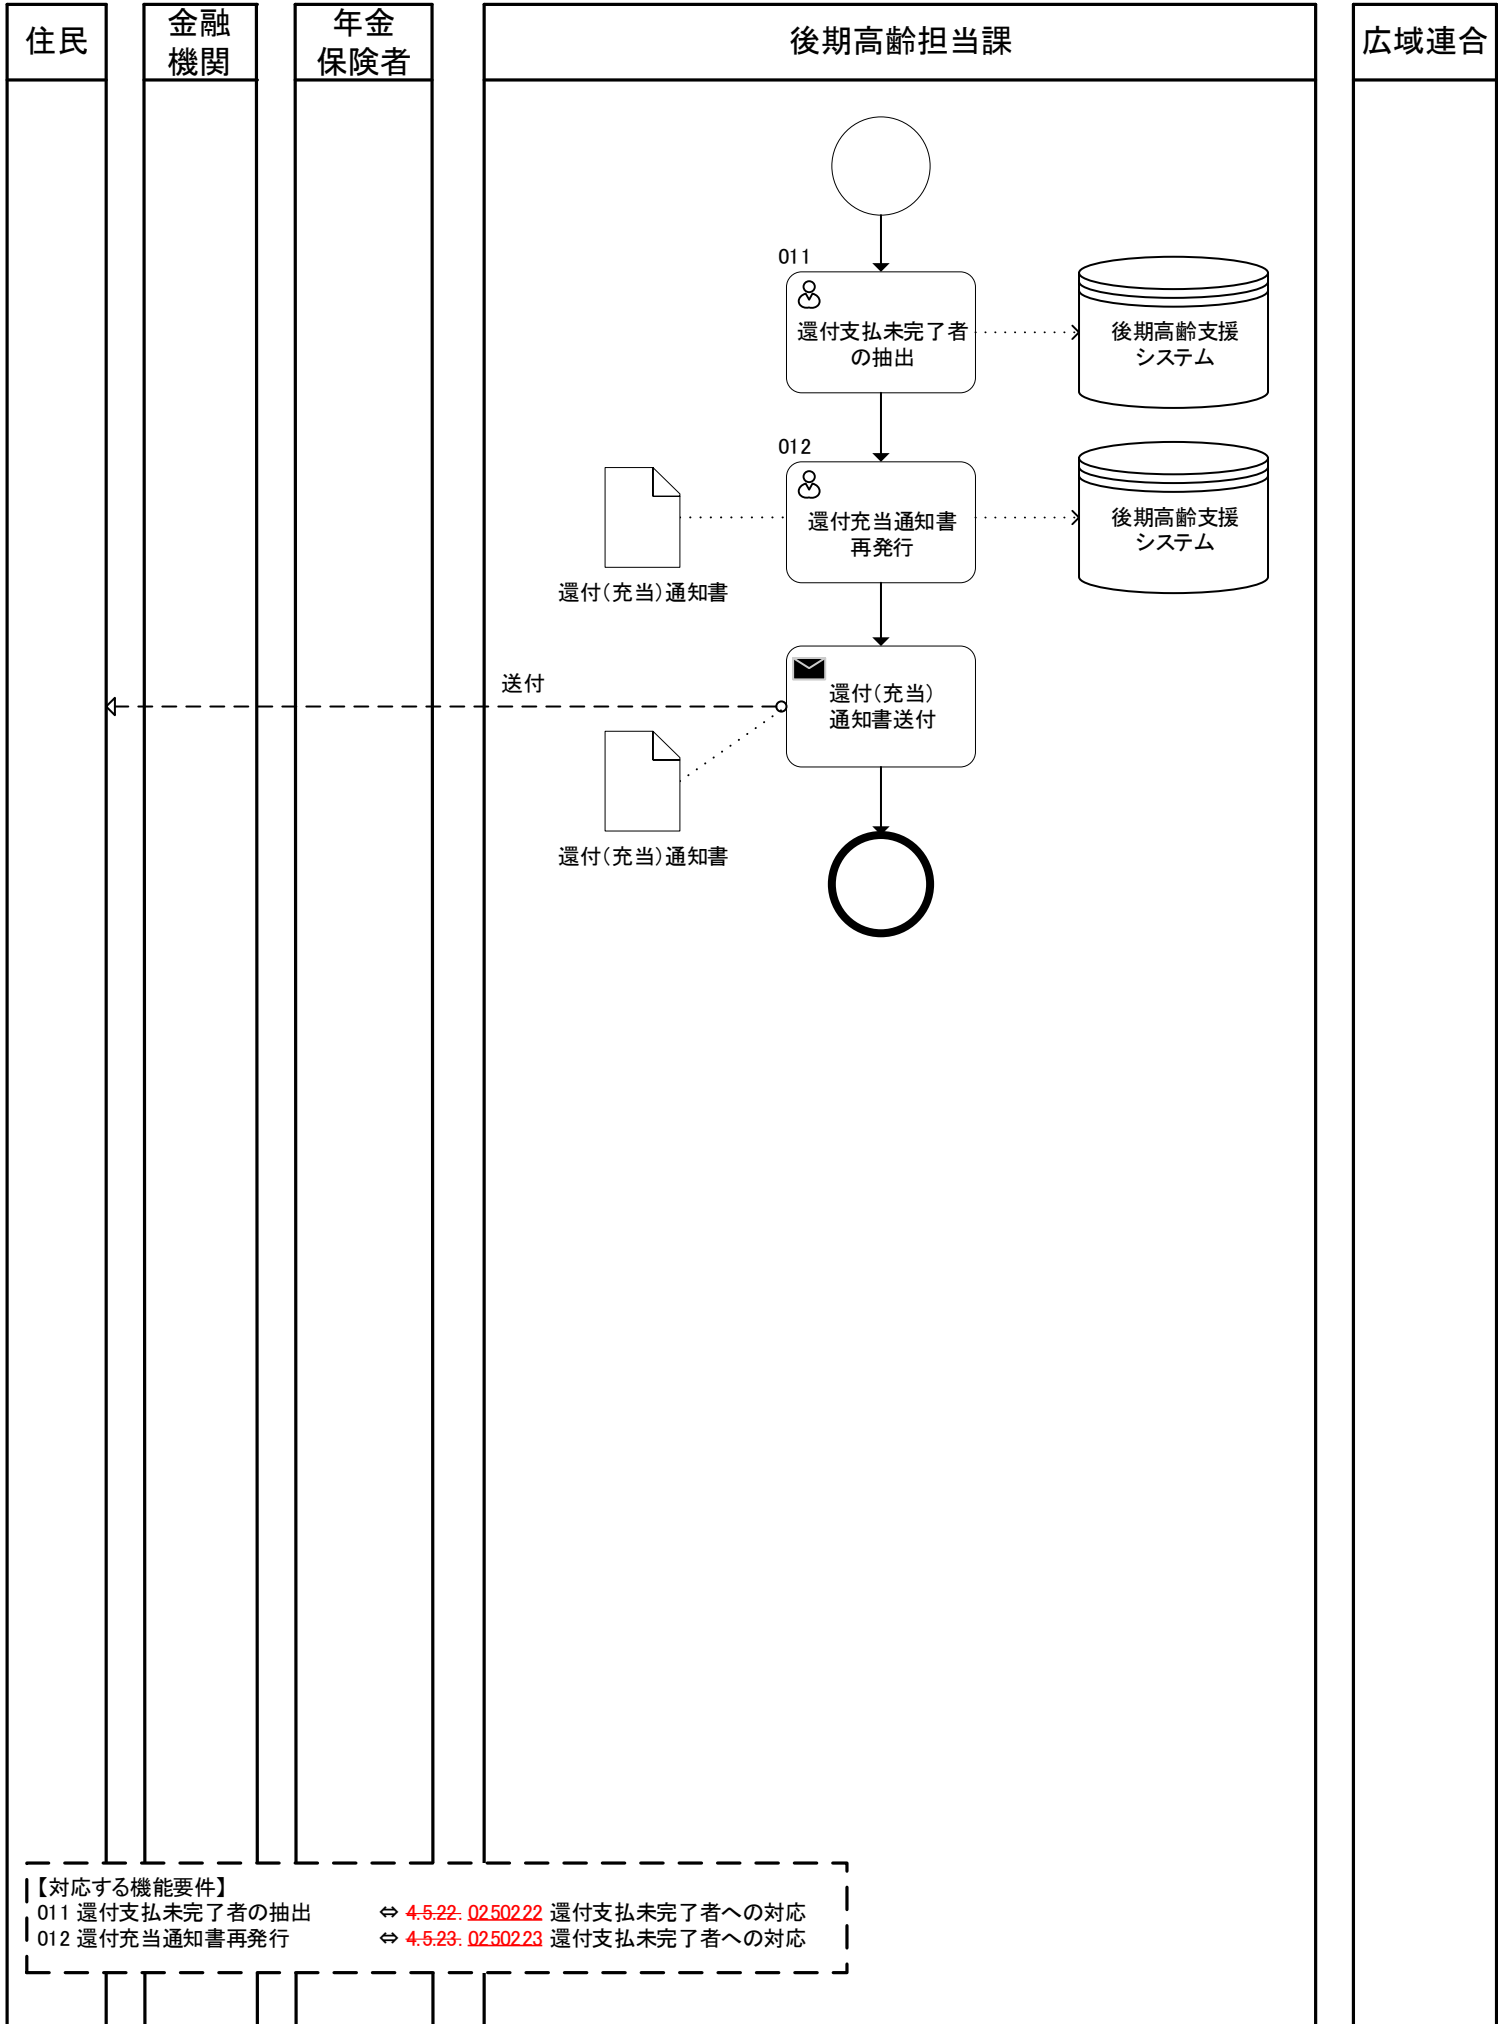 住民
金融
機関
年金
保険者
後期高齢担当課
広域連合
011
還付支払未完了者
の抽出
後期高齢支援
システム
012
還付充当通知書
再発行
後期高齢支援
システム
還付(充当)通知書
送付
還付(充当)
通知書送付
還付(充当)通知書
【対応する機能要件】
011 還付支払未完了者の抽出 ⇔ 4.5.22. 0250222 還付支払未完了者への対応
012 還付充当通知書再発行 ⇔ 4.5.23. 0250223 還付支払未完了者への対応